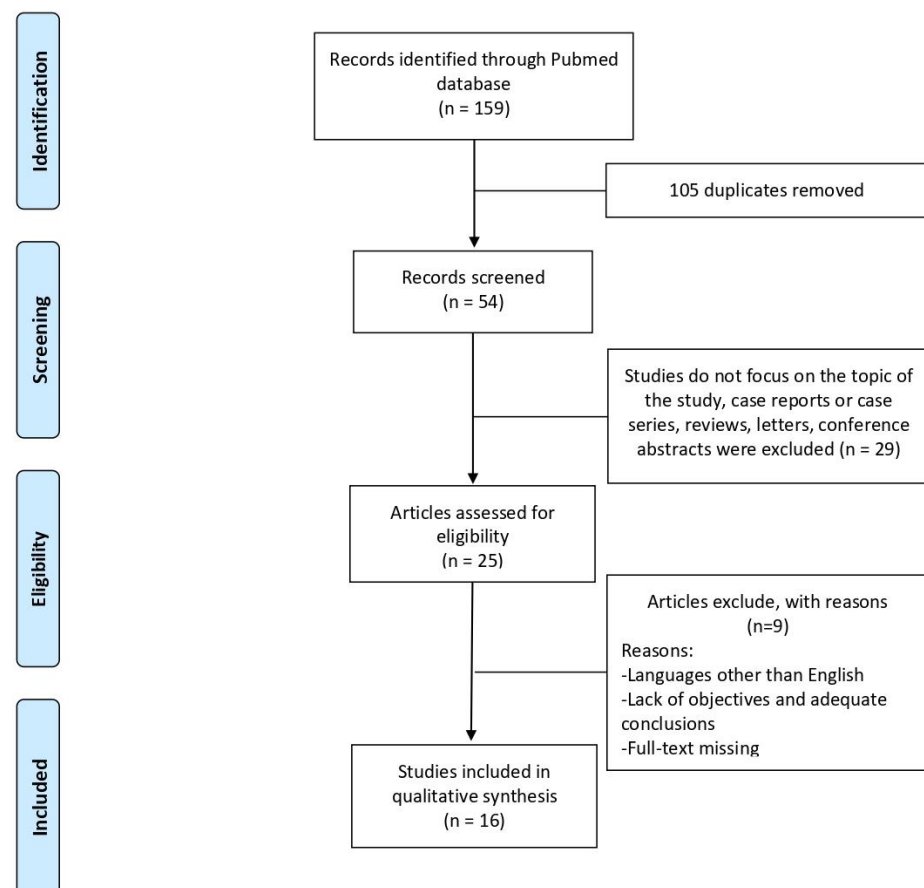 Identification
Records identified through Pubmed
database
(n = 159)
105 duplicates removed
Screening
Records screened
(n = 54)
Studies do not focus on the topic of
the study, case reports or case
series, reviews, letters, conference
abstracts were excluded (n = 29)
Eligibility
Articles assessed for
eligibility
(n = 25)
Articles exclude, with reasons
(n=9)
Reasons:
-Languages other than English
-Lack of objectives and adequate
conclusions
-Full-text missing
Included
Studies included in
qualitative synthesis
(n = 16)